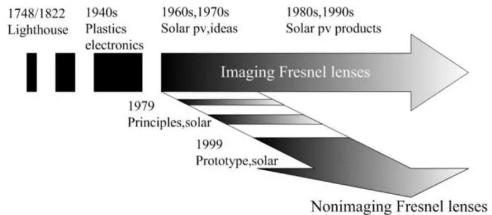 1748/1822
Lighthouse
1940s
Plastics
electronics
1960s,1970s
Solar pv,ideas
1980s,1990s
Solar pv products
Imaging Fresnel lenses
1979
Principles,solar
1999
Prototype,solar
Nonimaging Fresnel lenses